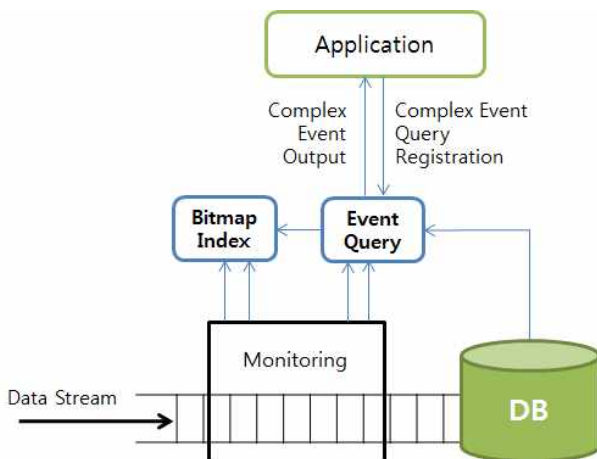 Application
Complex
Event
Output
Complex Event
Query
Registration
Bitmap
Index
Event
Query
Monitoring
Data Stream
DB